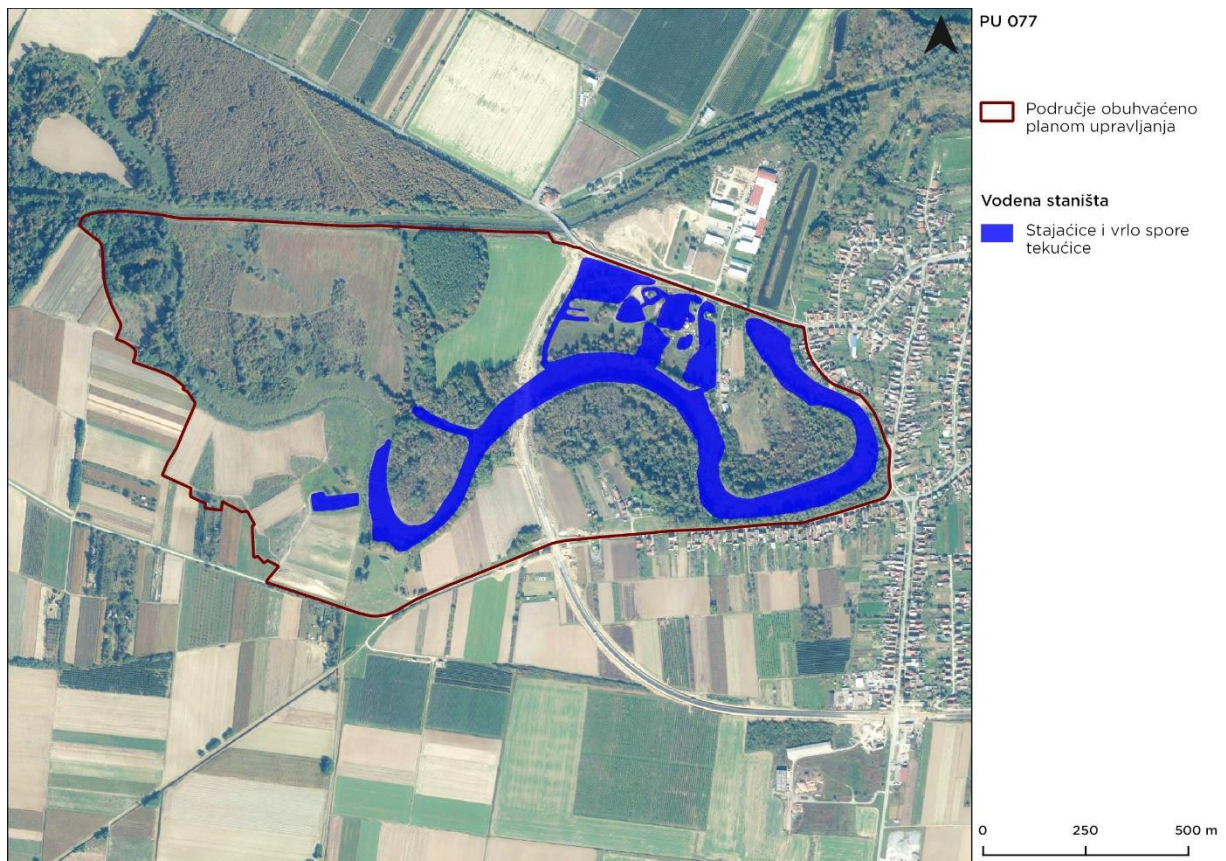 PU 077
Područje obuhvaćeno
planom upravljanja
Vodena staništa
Stajaćice i vrlo spore
tekućice
0 250 500 m